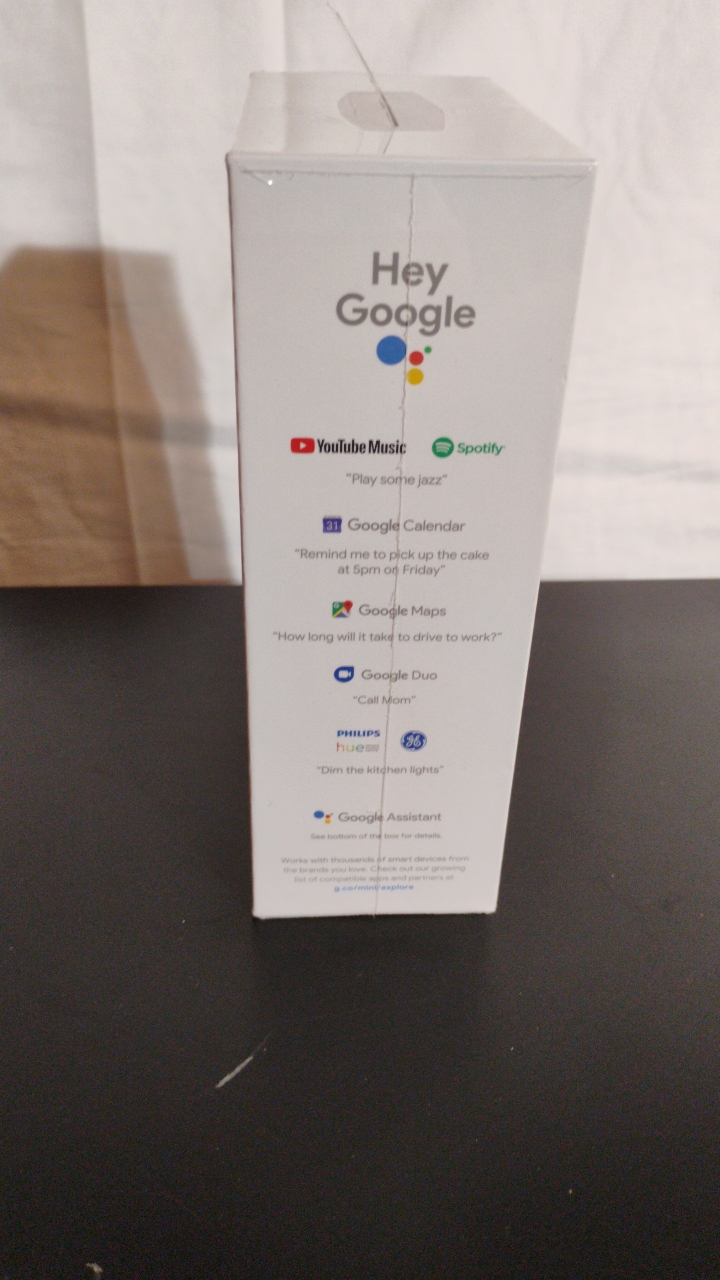 Hey
Google
YouTube Music Spotify
"Play some jazz"
31 Google Calendar
"Remind me to pick up the cake
at 5pm on Friday"
Google Maps
"How long will it take to drive to work?"
Google Duo
"Call Mom"
PHILIPS
hue GE
"Dim the kitchen lights"
Google Assistant
See bottom of the box for details.
Works with thousands of smart devices from
the brands you love. Check out our growing
list of compatible apps and partners at
g.co/mini/explore